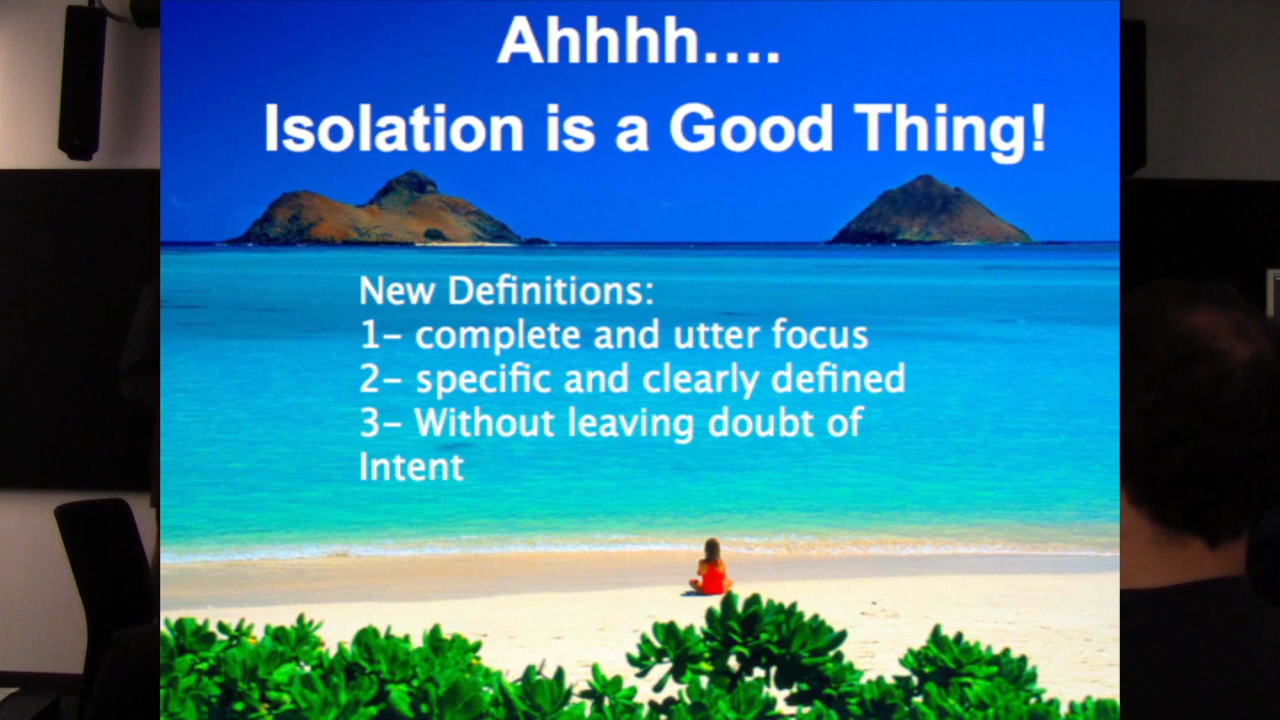 Ahhhh....
Isolation is a Good Thing!
New Definitions:
1- complete and utter focus
2- specific and clearly defined
3- Without leaving doubt of
Intent